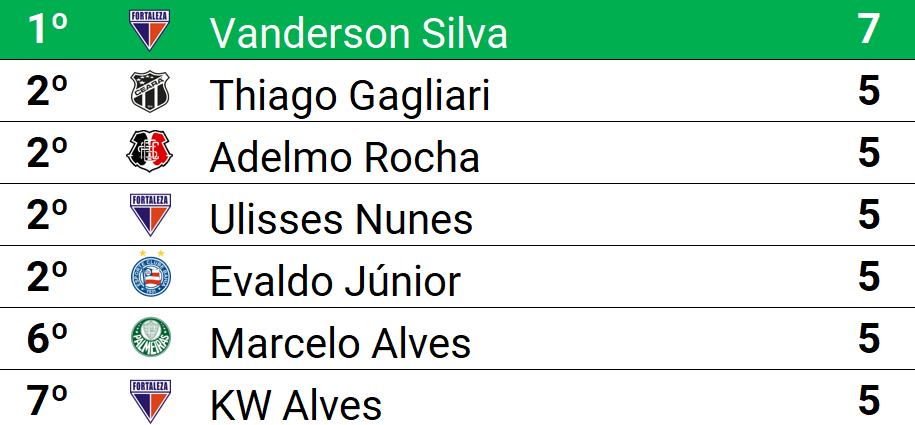 1º FORTALEZA Vanderson Silva 7
2º CEARÁ Thiago Gagliari 5
2º Adelmo Rocha 5
2º FORTALEZA Ulisses Nunes 5
2º Evaldo Júnior 5
6º PALMEIRAS Marcelo Alves 5
7º FORTALEZA KW Alves 5